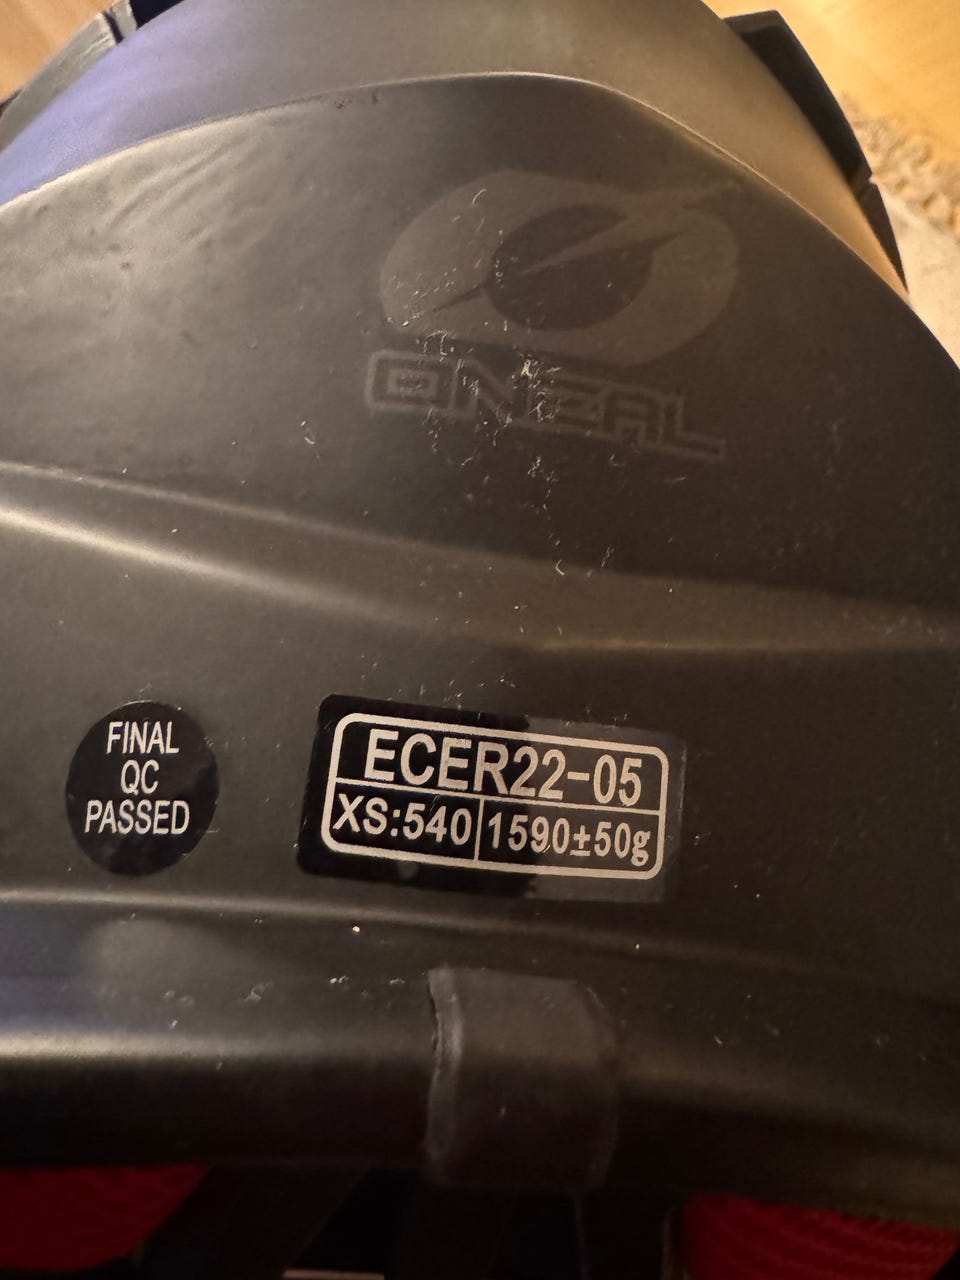 ONEAL
FINAL
QC
PASSED
ECER22-05
XS:540 1590±50g